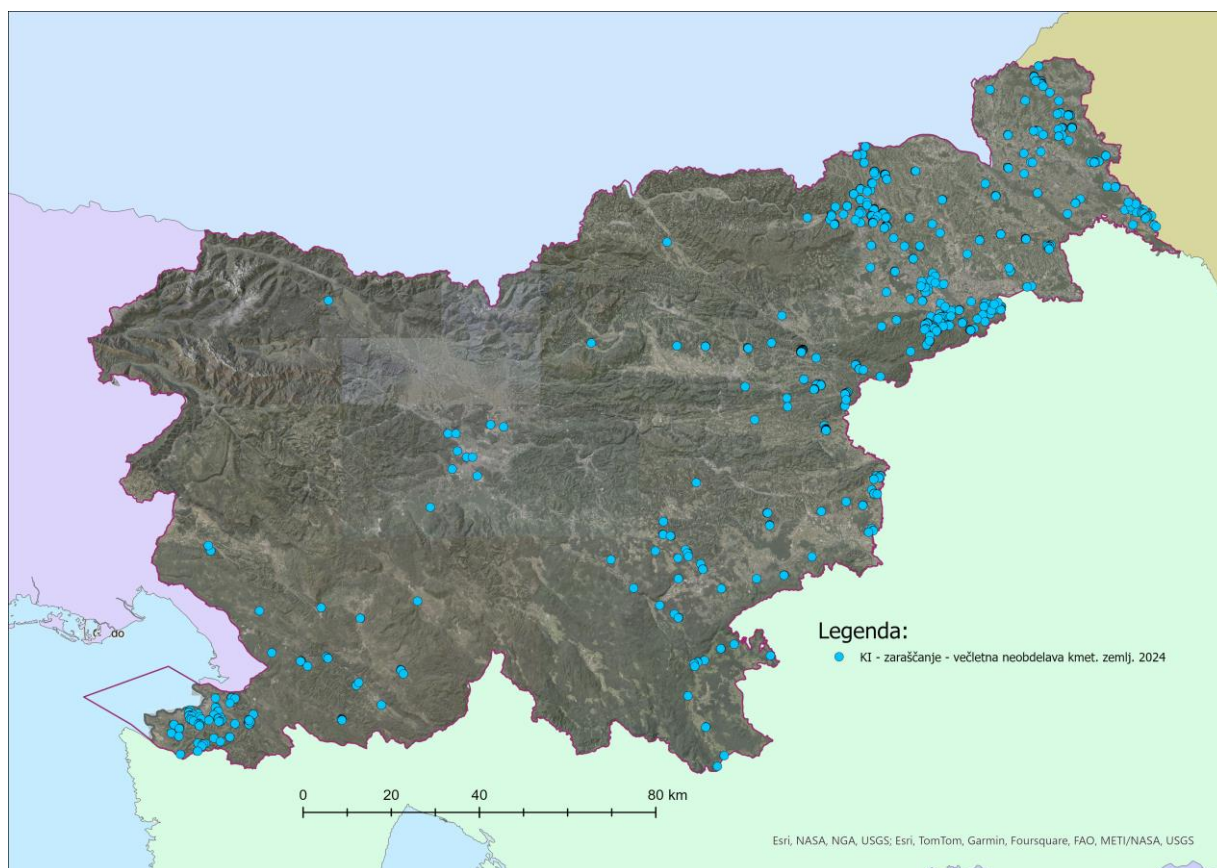 Legenda:
KI - zaraščanje - večletna neobdelava kmet. zemlj. 2024
0 20 40 80 km
Esri, NASA, NGA, USGS; Esri, TomTom, Garmin, Foursquare, FAO, METI/NASA, USGS